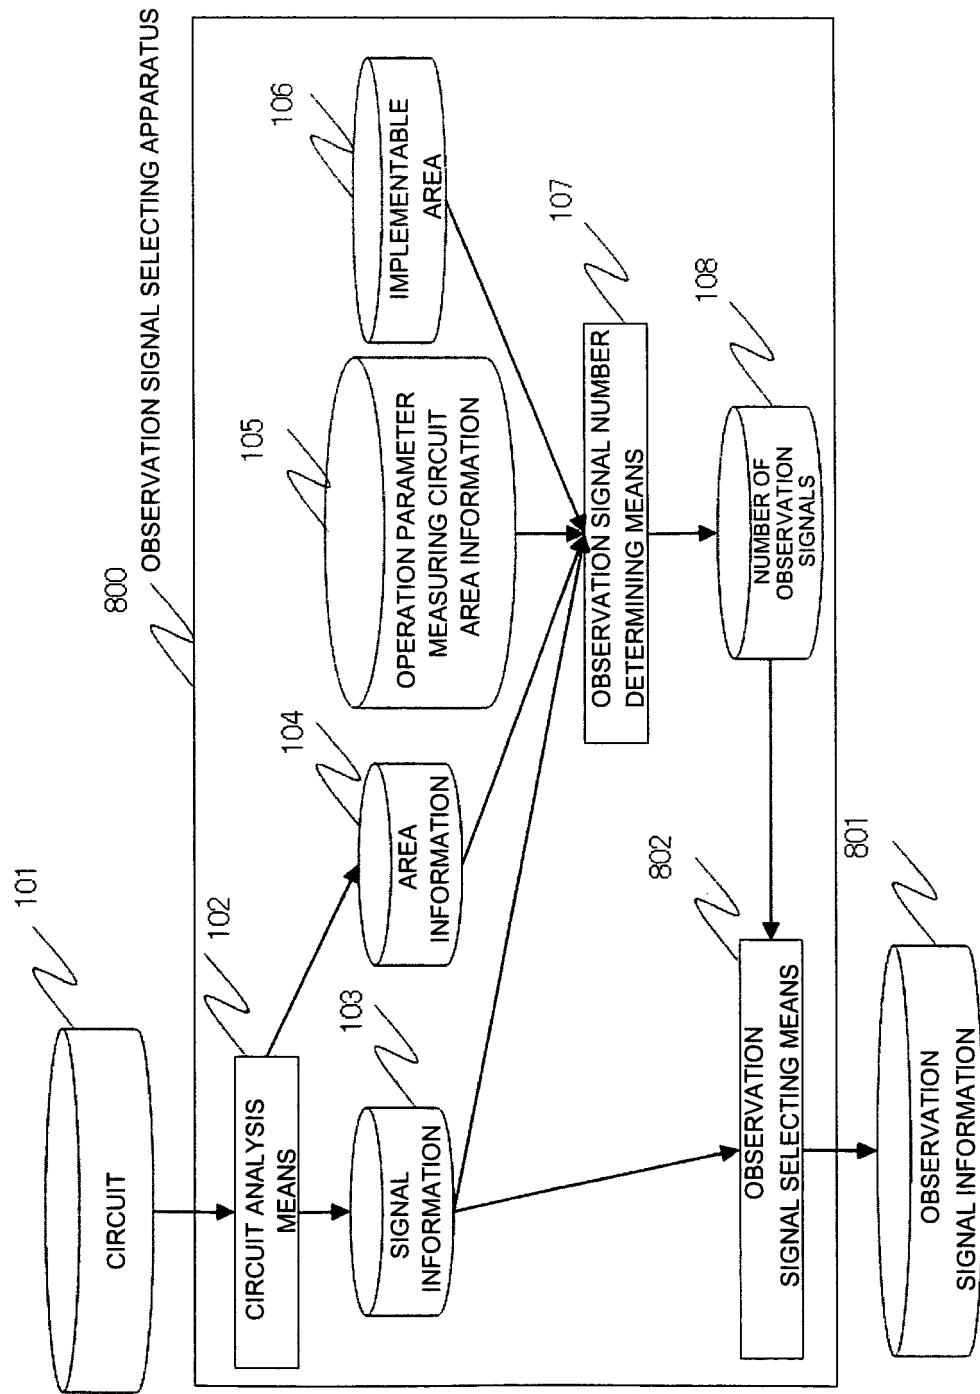 800
OBSERVATION SIGNAL SELECTING APPARATUS
101
CIRCUIT
102
CIRCUIT ANALYSIS
MEANS
103
SIGNAL
INFORMATION
104
AREA
INFORMATION
105
OPERATION PARAMETER
MEASURING CIRCUIT
AREA INFORMATION
106
IMPLEMENTABLE
AREA
107
OBSERVATION SIGNAL NUMBER
DETERMINING MEANS
108
NUMBER OF
OBSERVATION
SIGNALS
802
OBSERVATION
SIGNAL SELECTING MEANS
801
OBSERVATION
SIGNAL INFORMATION